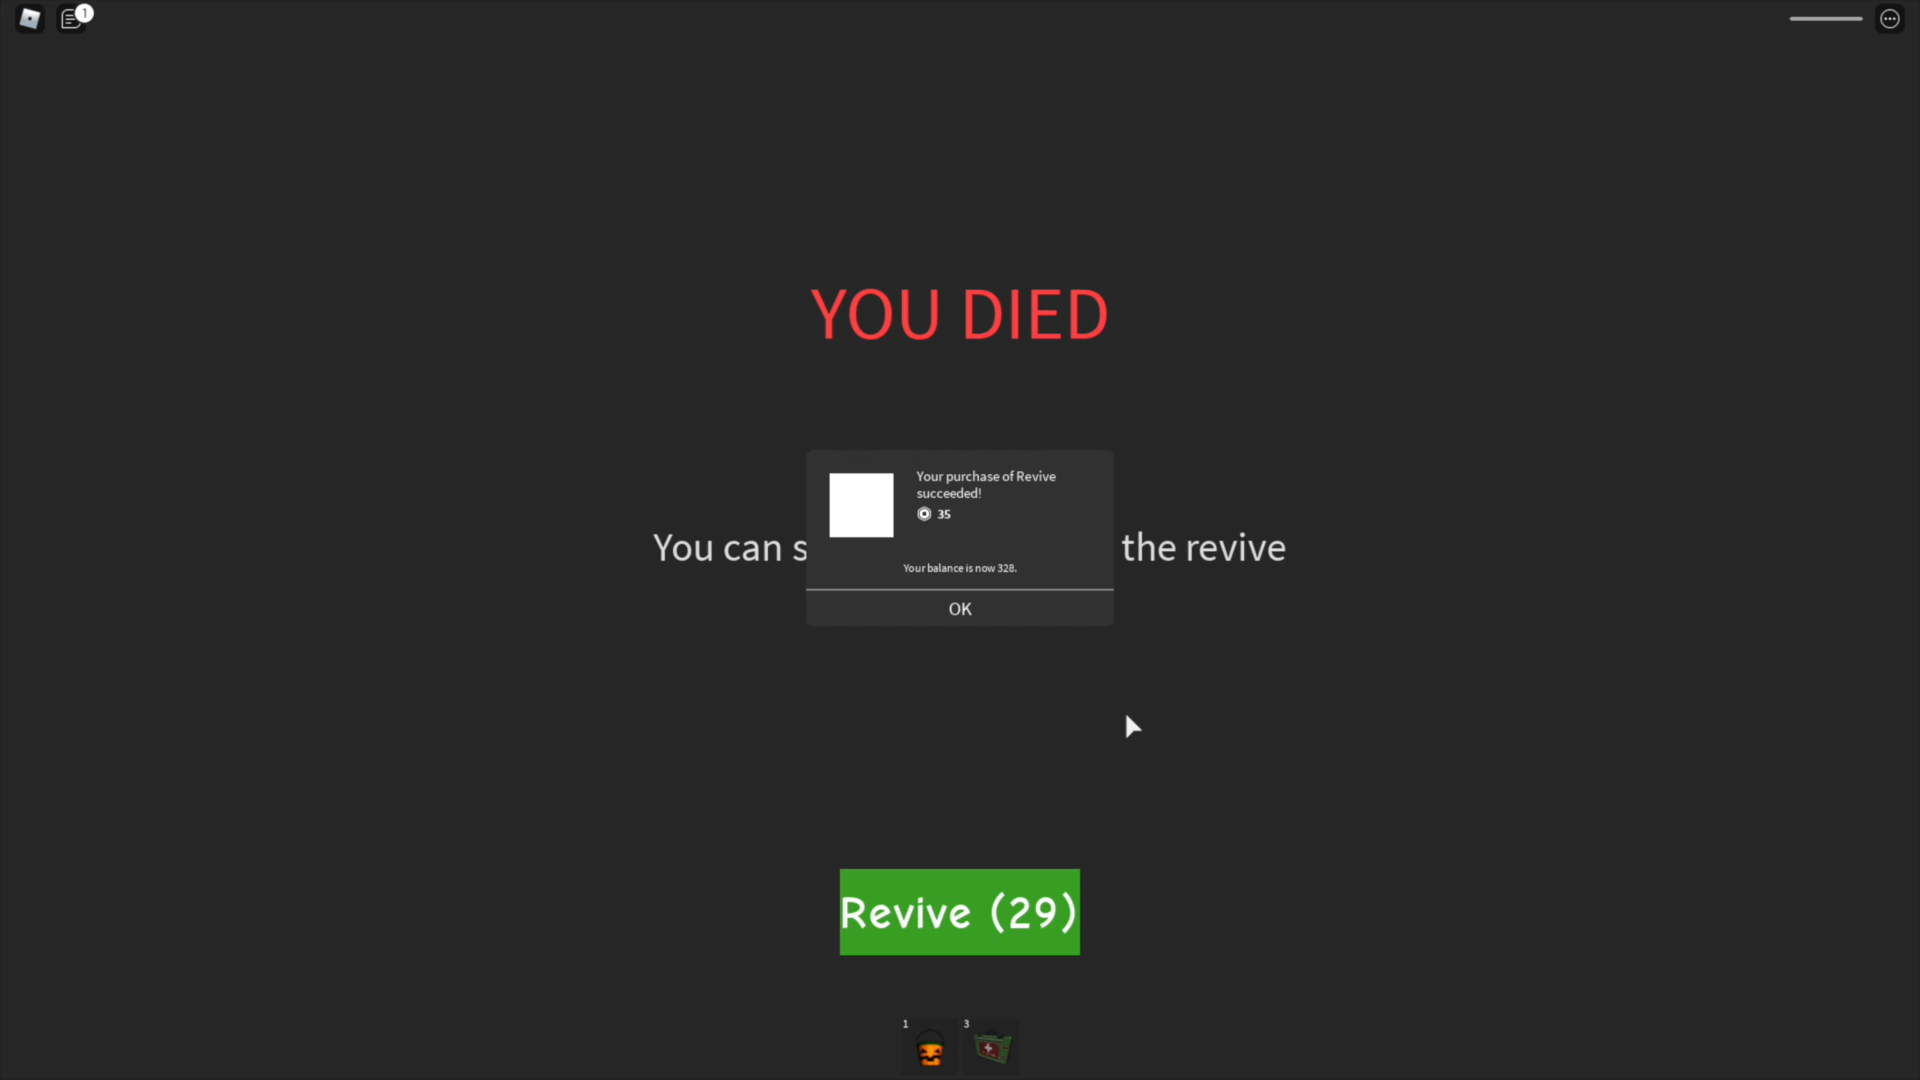 1
YOU DIED
Your purchase of Revive
succeeded!
35
You can s the revive
Your balance is now 328.
OK
Revive (29)
1 3